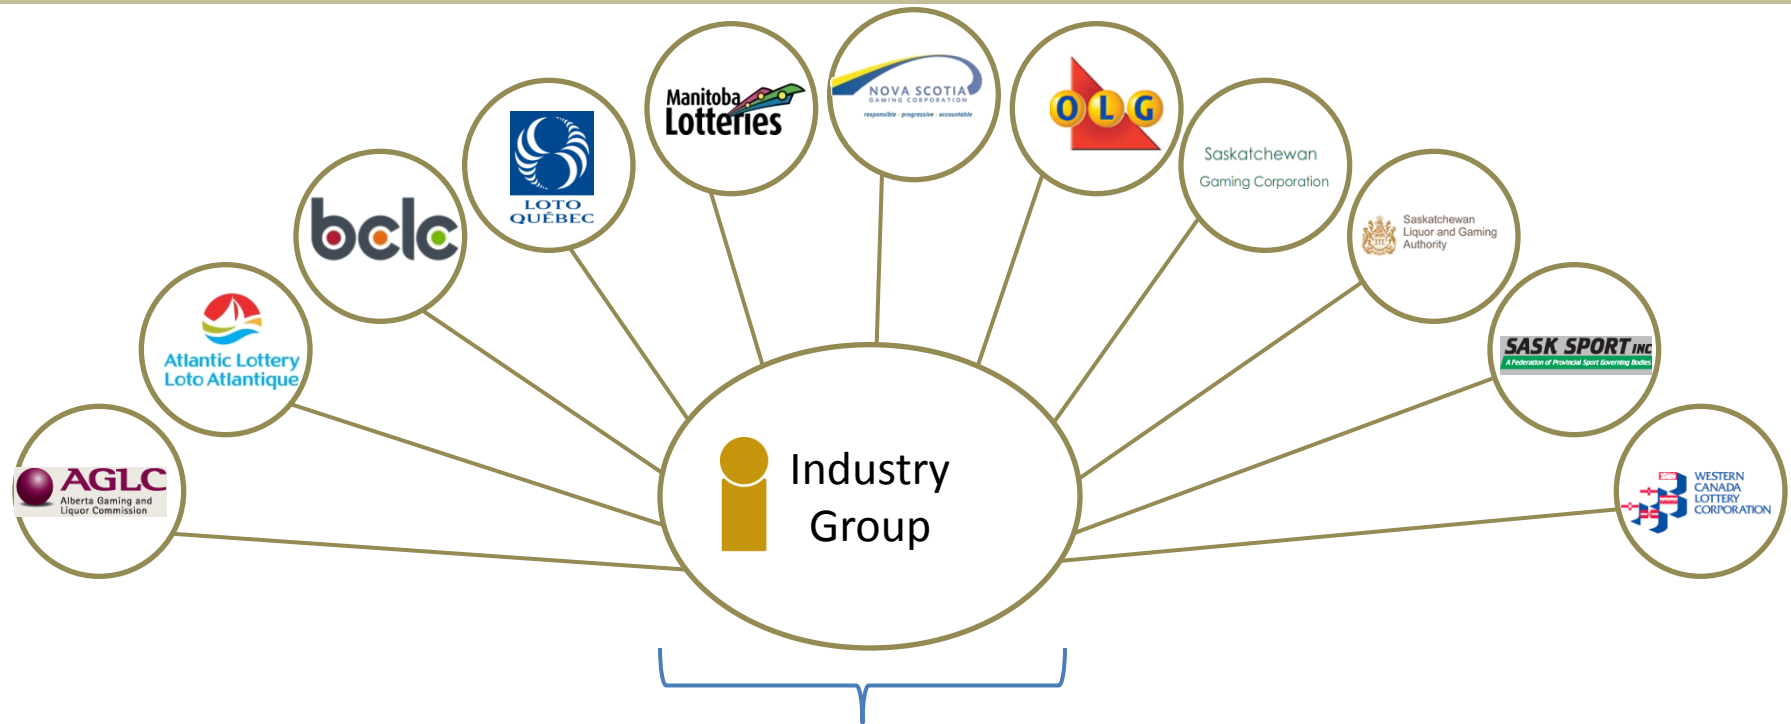 AGLC
Alberta Gaming and
Liquor Commission
Atlantic Lottery
Loto Atlantique
bclc
LOTO
QUÉBEC
Manitoba
Lotteries
NOVA SCOTIA
GAMING CORPORATION
responsible - progressive - accountable
OLG
Saskatchewan
Gaming Corporation
Saskatchewan
Liquor and Gaming
Authority
SASK SPORT INC
A Federation of Provincial Sport Governing Bodies
WESTERN
CANADA
LOTTERY
CORPORATION
Industry
Group